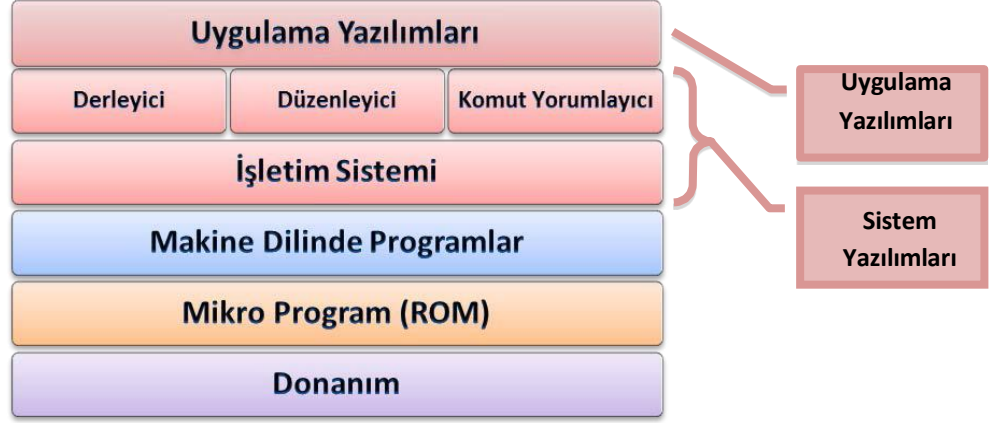 Uygulama Yazılımları
Derleyici
Düzenleyici
Komut Yorumlayıcı
İşletim Sistemi
Makine Dilinde Programlar
Mikro Program (ROM)
Donanım
Uygulama
Yazılımları
Sistem
Yazılımları